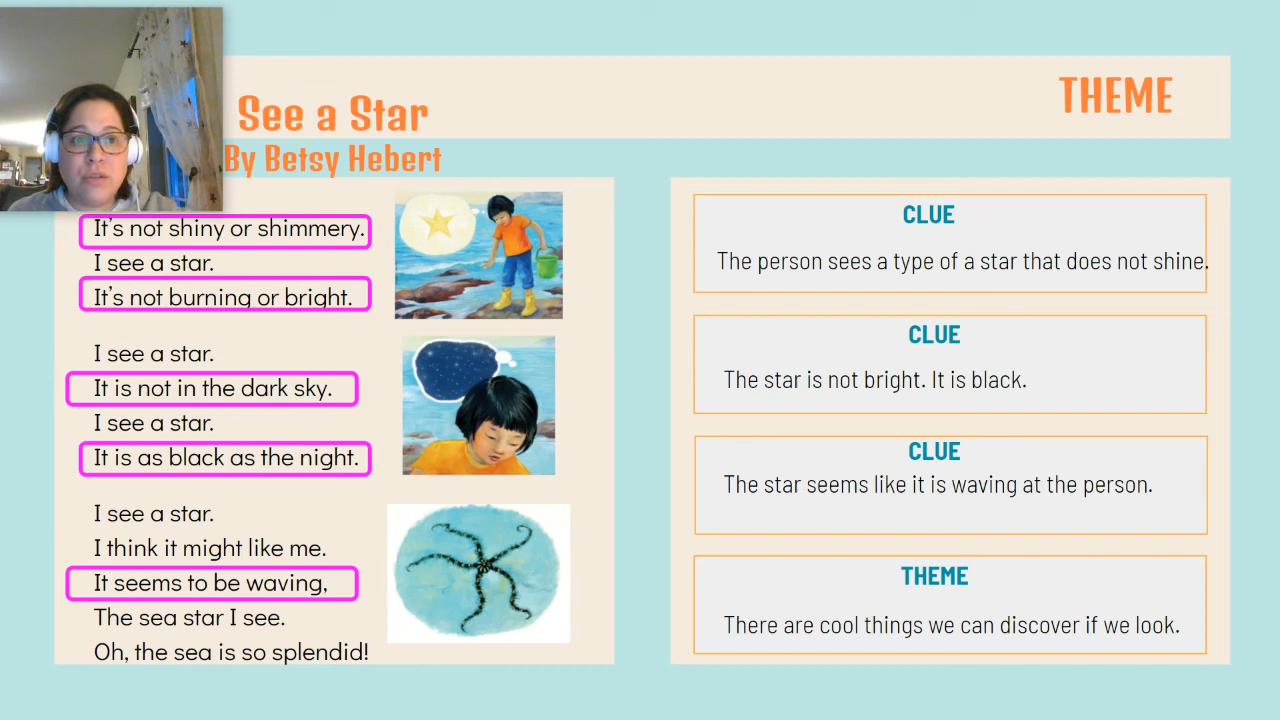 See a Star
By Betsy Hebert
THEME
It's not shiny or shimmery.
I see a star.
It's not burning or bright.
I see a star.
It is not in the dark sky.
I see a star.
It is as black as the night.
I see a star.
I think it might like me.
It seems to be waving,
The sea star I see.
Oh, the sea is so splendid!
CLUE
The person sees a type of a star that does not shine.
CLUE
The star is not bright. It is black.
CLUE
The star seems like it is waving at the person.
THEME
There are cool things we can discover if we look.